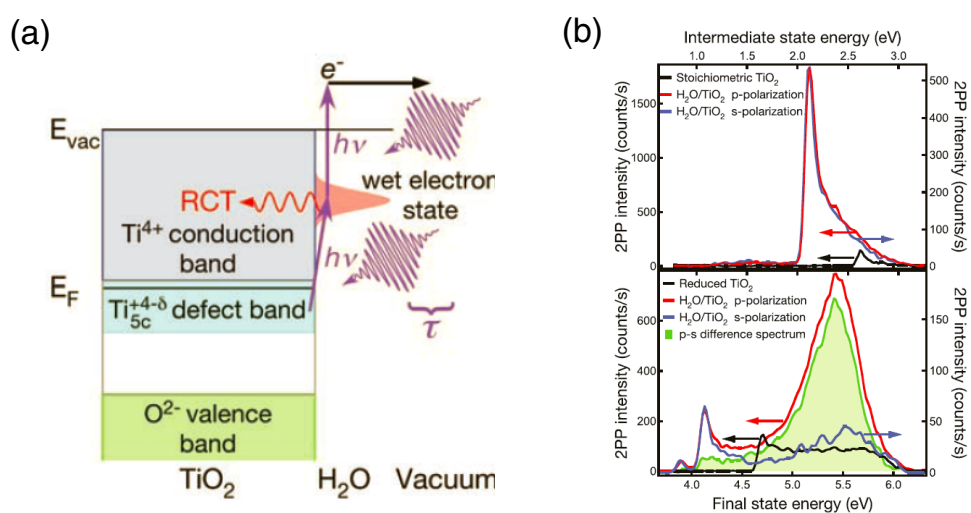 (a)
e-
E_vac
hν
RCT
wet electron
state
Ti4+ conduction
band
hν
E_F
Ti_5c^+4-δ defect band
τ
O2- valence
band
TiO2 H2O Vacuum
(b)
Intermediate state energy (eV)
1.0 1.5 2.0 2.5 3.0
Stoichiometric TiO2
H2O/TiO2 p-polarization
H2O/TiO2 s-polarization
2PP intensity (counts/s)
1500
1000
500
0
500
400
300
200
100
0
2PP intensity (counts/s)
Reduced TiO2
H2O/TiO2 p-polarization
H2O/TiO2 s-polarization
p-s difference spectrum
2PP intensity (counts/s)
800
600
400
200
0
150
100
50
0
2PP intensity (counts/s)
4.0 4.5 5.0 5.5 6.0
Final state energy (eV)